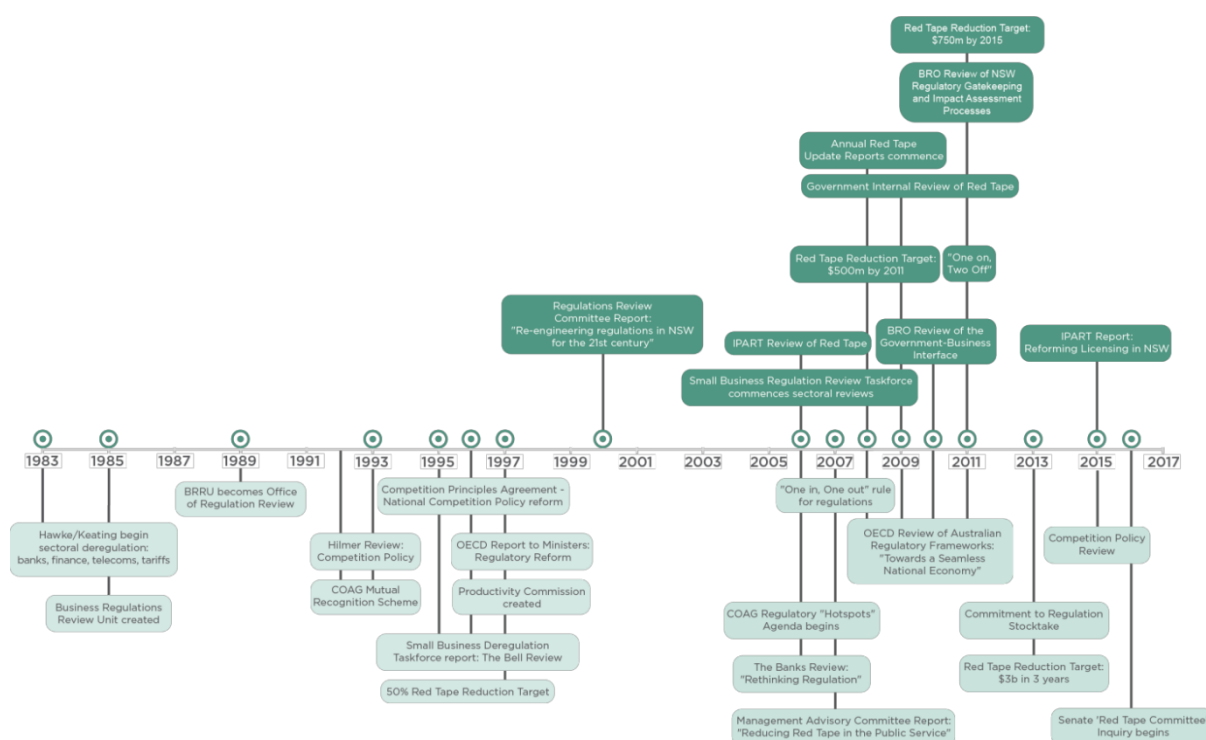 Red Tape Reduction Target:
$750m by 2015
BRO Review of NSW
Regulatory Gatekeeping
and Impact Assessment
Processes
Annual Red Tape
Update Reports commence
Government Internal Review of Red Tape
Red Tape Reduction Target:
$500m by 2011
"One on,
Two Off"
Regulations Review
Committee Report:
"Re-engineering regulations in NSW
for the 21st century"
IPART Review of Red Tape
BRO Review of the
Government-Business
Interface
IPART Report:
Reforming Licensing in NSW
Small Business Regulation Review Taskforce
commences sectoral reviews
1983 1985 1987 1989 1991 1993 1995 1997 1999 2001 2003 2005 2007 2009 2011 2013 2015 2017
BRRU becomes Office
of Regulation Review
Competition Principles Agreement -
National Competition Policy reform
"One in, One out" rule
for regulations
Hawke/Keating begin
sectoral deregulation:
banks, finance, telecoms, tariffs
Hilmer Review:
Competition Policy
OECD Report to Ministers:
Regulatory Reform
OECD Review of Australian
Regulatory Frameworks:
"Towards a Seamless
National Economy"
Competition Policy
Review
COAG Mutual
Recognition Scheme
Productivity Commission
created
Business Regulations
Review Unit created
COAG Regulatory "Hotspots"
Agenda begins
Commitment to Regulation
Stocktake
Small Business Deregulation
Taskforce report: The Bell Review
The Banks Review:
"Rethinking Regulation"
Red Tape Reduction Target:
$3b in 3 years
50% Red Tape Reduction Target
Management Advisory Committee Report:
"Reducing Red Tape in the Public Service"
Senate 'Red Tape Committee
Inquiry begins